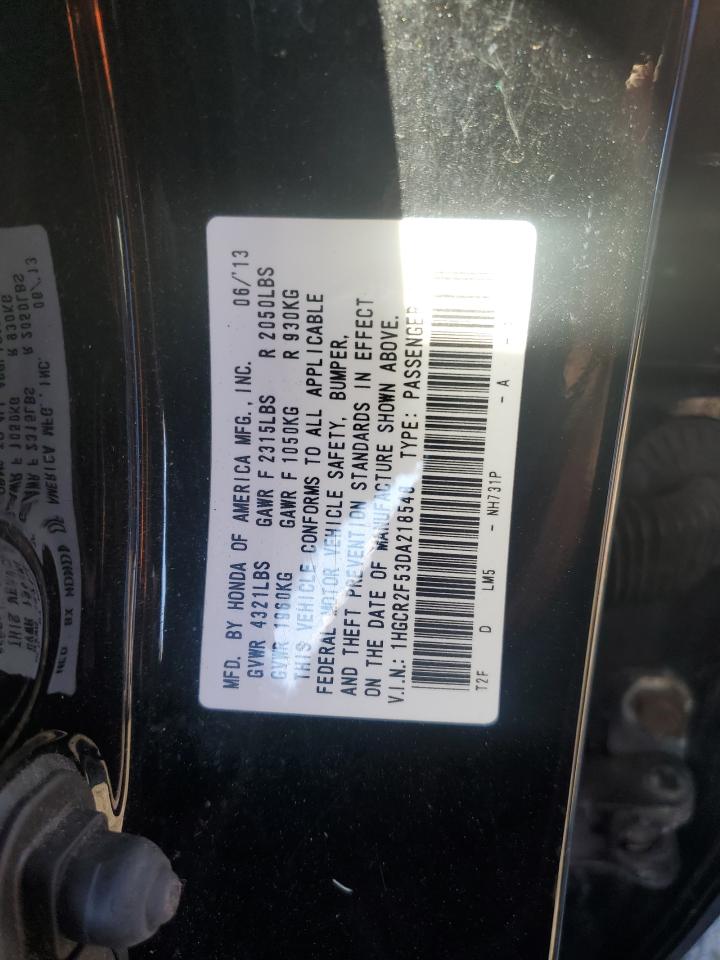 MFD. BY HONDA OF AMERICA MFG., INC. 06/'13
GVWR 4321LBS GAWR F 2315LBS R 2050LBS
GVWR 1960KG GAWR F 1050KG R 930KG
THIS VEHICLE CONFORMS TO ALL APPLICABLE
FEDERAL MOTOR VEHICLE SAFETY, BUMPER,
AND THEFT PREVENTION STANDARDS IN EFFECT
ON THE DATE OF MANUFACTURE SHOWN ABOVE.
V.I.N.: 1HGCR2F53DA218540 TYPE: PASSENGER
T2F D LM5 - NH731P - A -